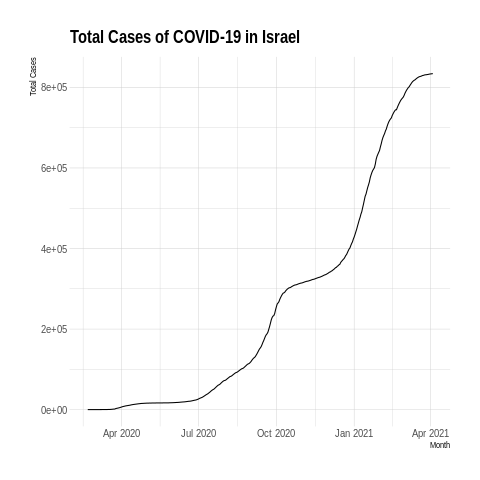 Total Cases of COVID-19 in Israel
Total Cases
8e+05
6e+05
4e+05
2e+05
0e+00
Apr 2020 Jul 2020 Oct 2020 Jan 2021 Apr 2021
Month